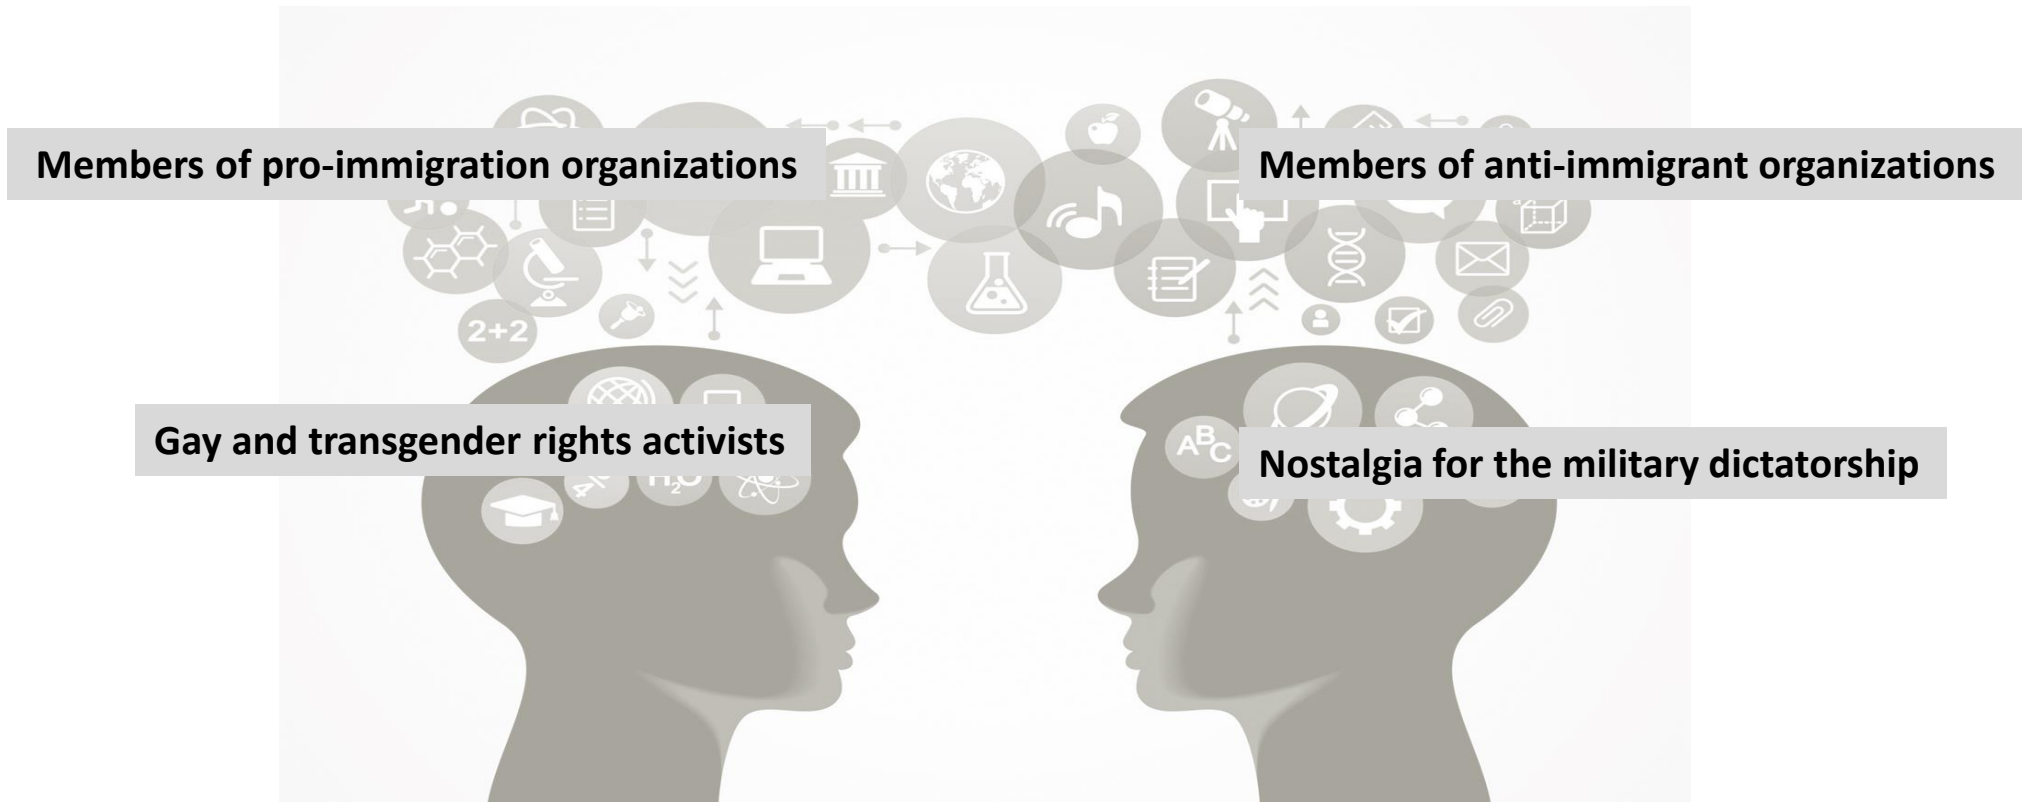 Members of pro-immigration organizations
Members of anti-immigrant organizations
2+2
Gay and transgender rights activists
ABC
Nostalgia for the military dictatorship
H2O